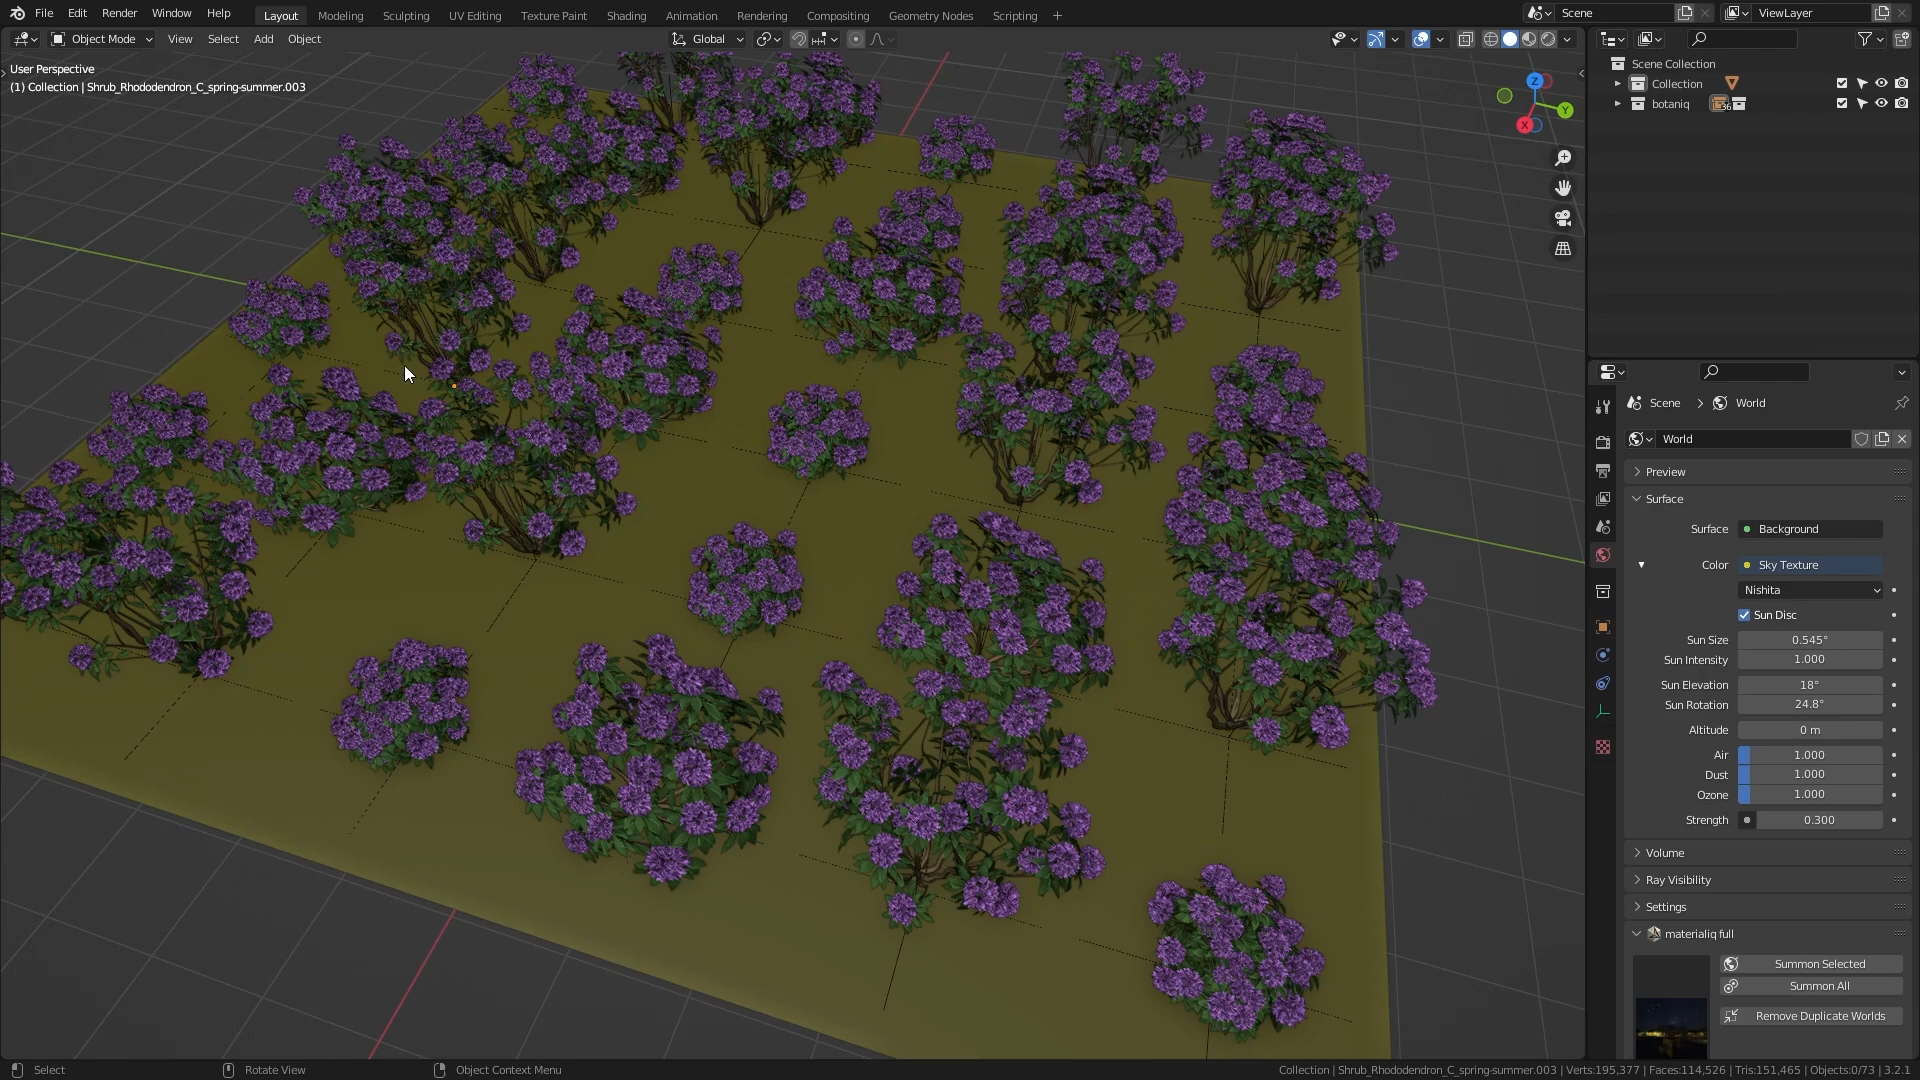 File Edit Render Window Help Layout Modeling Sculpting UV Editing Texture Paint Shading Animation Rendering Compositing Geometry Nodes Scripting + Scene ViewLayer
Object Mode View Select Add Object Global
User Perspective
(1) Collection | Shrub_Rhododendron_C_spring-summer.003
Z
Y
X
Scene Collection
Collection
botaniq 36
Scene > World
World
Preview
Surface
Surface Background
Color Sky Texture
Nishita
Sun Disc
Sun Size 0.545°
Sun Intensity 1.000
Sun Elevation 18°
Sun Rotation 24.8°
Altitude 0 m
Air 1.000
Dust 1.000
Ozone 1.000
Strength 0.300
Volume
Ray Visibility
Settings
materialiq full
Summon Selected
Summon All
Remove Duplicate Worlds
Select Rotate View Object Context Menu Collection | Shrub_Rhododendron_C_spring-summer.003 | Verts:195,377 | Faces:114,526 | Tris:151,465 | Objects:0/73 | 3.2.1